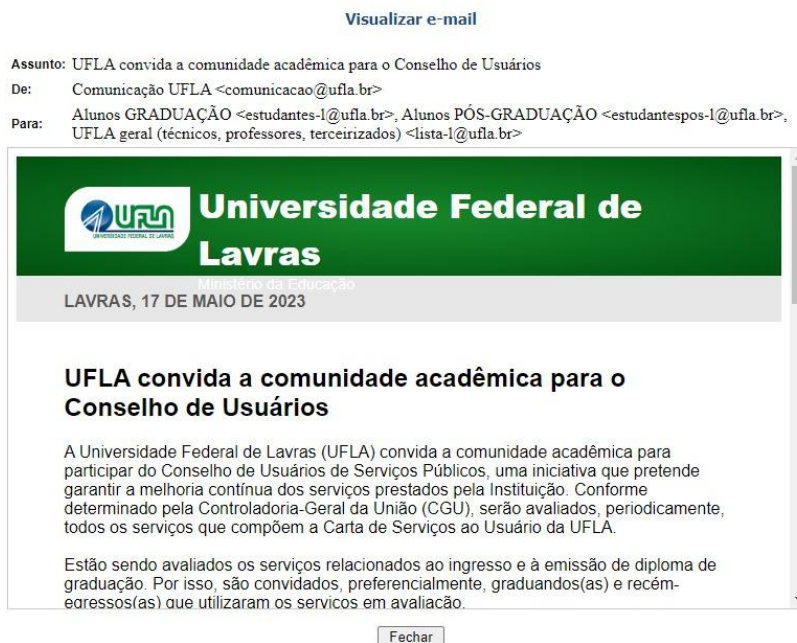 Visualizar e-mail
Assunto: UFLA convida a comunidade acadêmica para o Conselho de Usuários
De: Comunicação UFLA <comunicacao@ufla.br>
Para: Alunos GRADUAÇÃO <estudantes-l@ufla.br>, Alunos PÓS-GRADUAÇÃO <estudantespos-l@ufla.br>,
UFLA geral (técnicos, professores, terceirizados) <lista-l@ufla.br>
UFLA
UNIVERSIDADE FEDERAL DE LAVRAS
Universidade Federal de
Lavras
Ministério da Educação
LAVRAS, 17 DE MAIO DE 2023
UFLA convida a comunidade acadêmica para o
Conselho de Usuários
A Universidade Federal de Lavras (UFLA) convida a comunidade acadêmica para
participar do Conselho de Usuários de Serviços Públicos, uma iniciativa que pretende
garantir a melhoria contínua dos serviços prestados pela Instituição. Conforme
determinado pela Controladoria-Geral da União (CGU), serão avaliados, periodicamente,
todos os serviços que compõem a Carta de Serviços ao Usuário da UFLA.
Estão sendo avaliados os serviços relacionados ao ingresso e à emissão de diploma de
graduação. Por isso, são convidados, preferencialmente, graduandos(as) e recém-
egressos(as) que utilizaram os serviços em avaliação.
Fechar